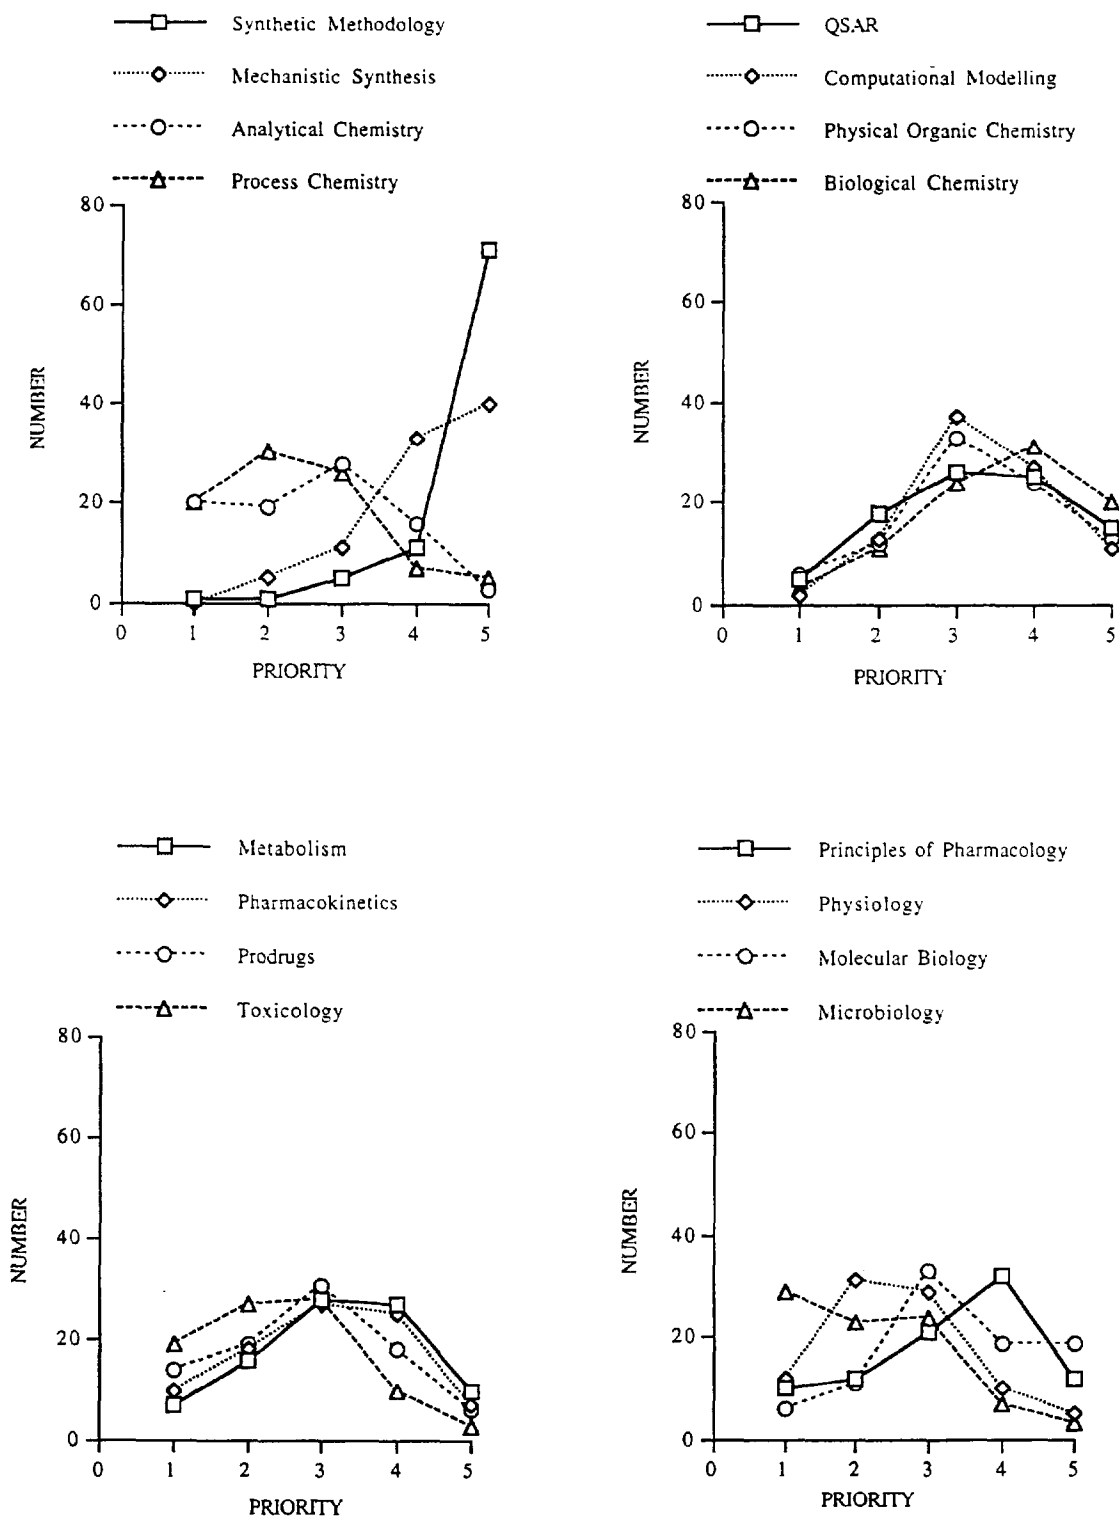 Synthetic Methodology
Mechanistic Synthesis
Analytical Chemistry
Process Chemistry
80
60
40
20
0
NUMBER
0 1 2 3 4 5
PRIORITY
QSAR
Computational Modelling
Physical Organic Chemistry
Biological Chemistry
80
60
40
20
0
NUMBER
0 1 2 3 4 5
PRIORITY
Metabolism
Pharmacokinetics
Prodrugs
Toxicology
80
60
40
20
0
NUMBER
0 1 2 3 4 5
PRIORITY
Principles of Pharmacology
Physiology
Molecular Biology
Microbiology
80
60
40
20
0
NUMBER
0 1 2 3 4 5
PRIORITY